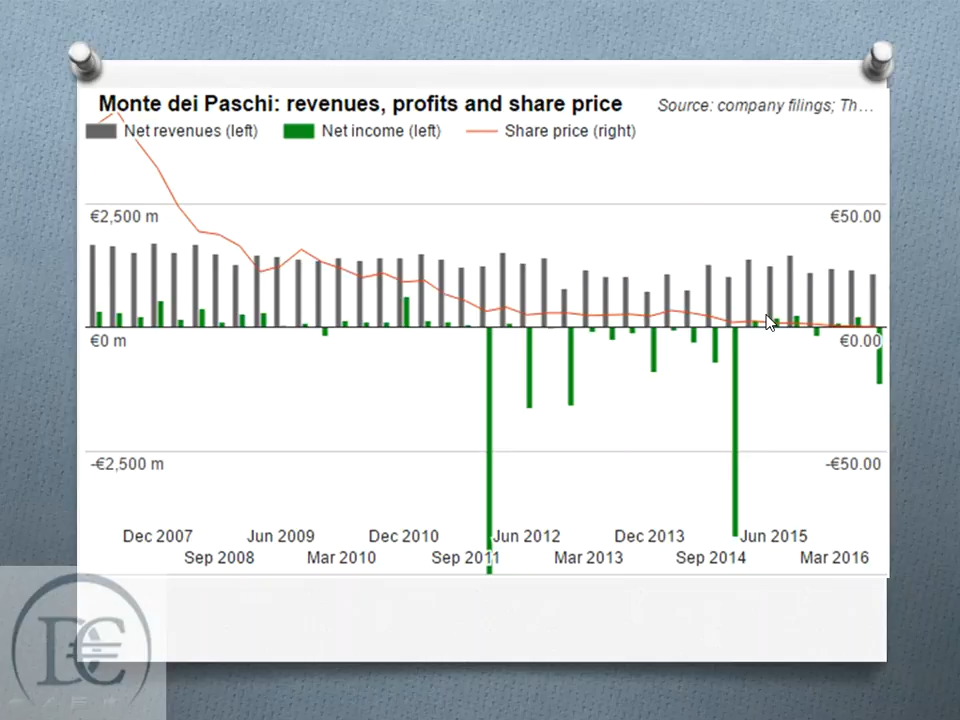 Monte dei Paschi: revenues, profits and share price
Source: company filings; Th…
Net revenues (left) Net income (left) Share price (right)
€2,500 m €50.00
€0 m €0.00
-€2,500 m -€50.00
Dec 2007 Jun 2009 Dec 2010 Jun 2012 Dec 2013 Jun 2015
Sep 2008 Mar 2010 Sep 2011 Mar 2013 Sep 2014 Mar 2016